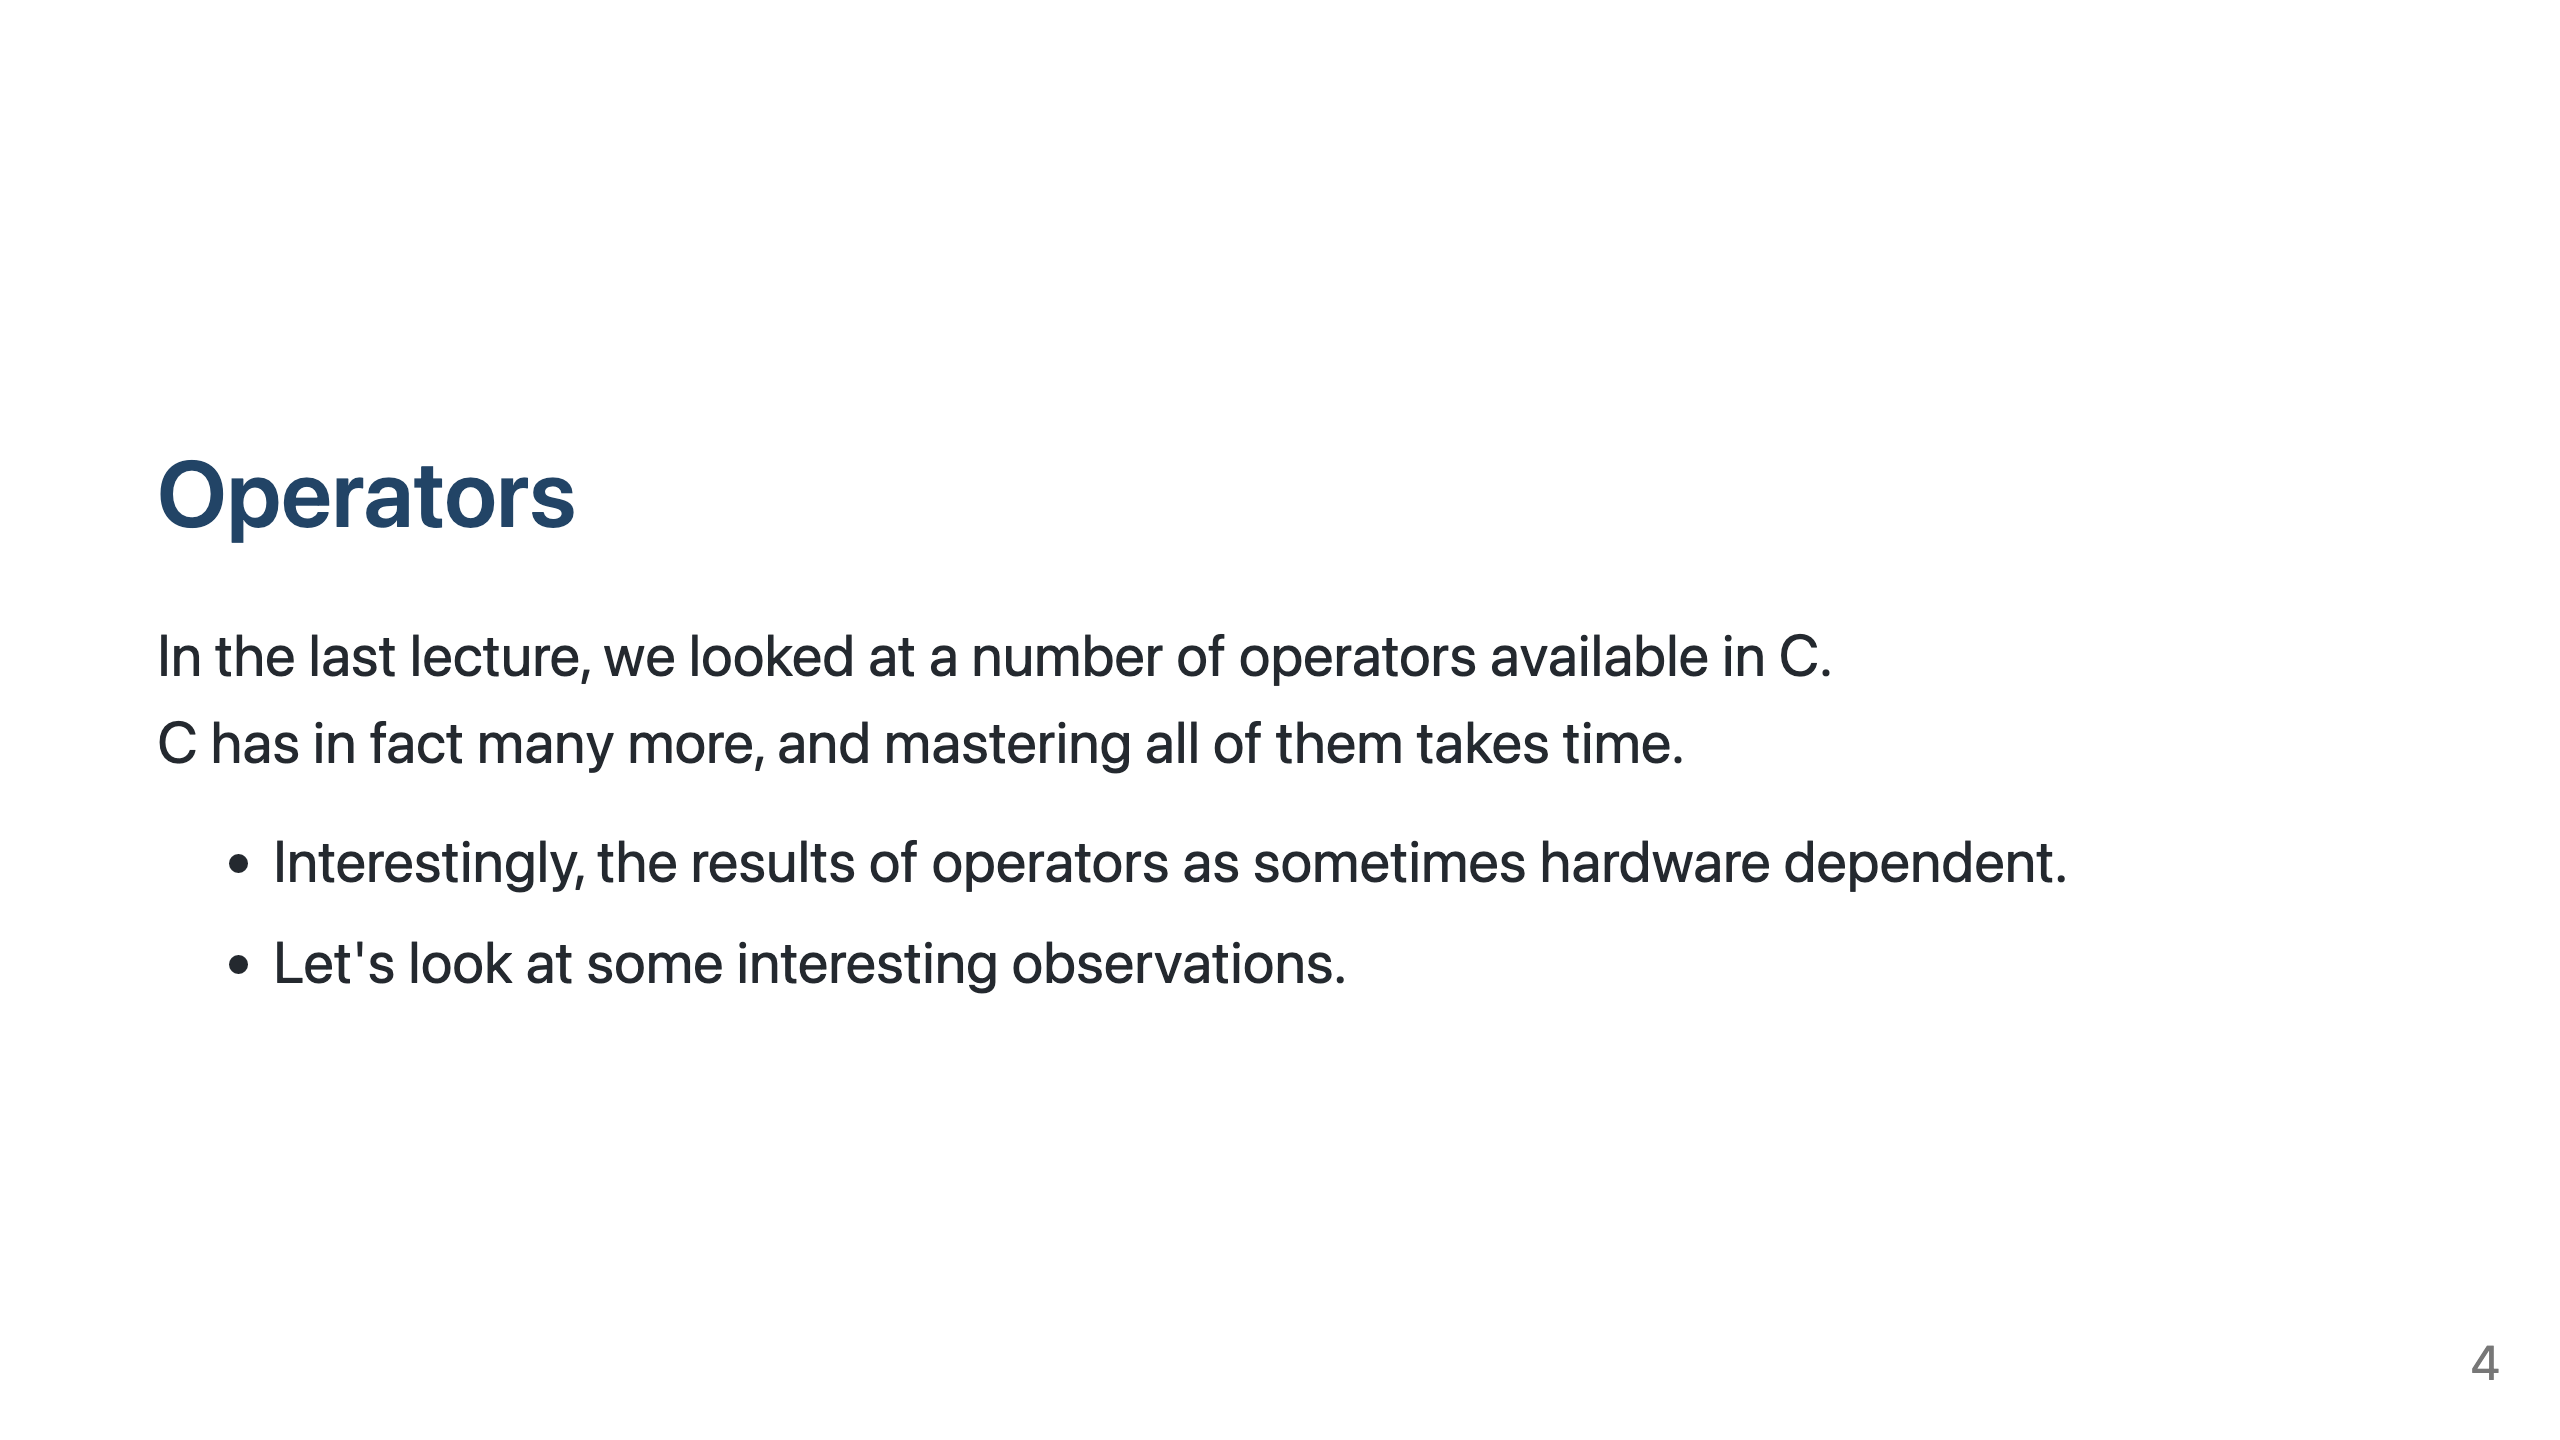 Operators
In the last lecture, we looked at a number of operators available in C.
C has in fact many more, and mastering all of them takes time.
• Interestingly, the results of operators as sometimes hardware dependent.
• Let's look at some interesting observations.
4